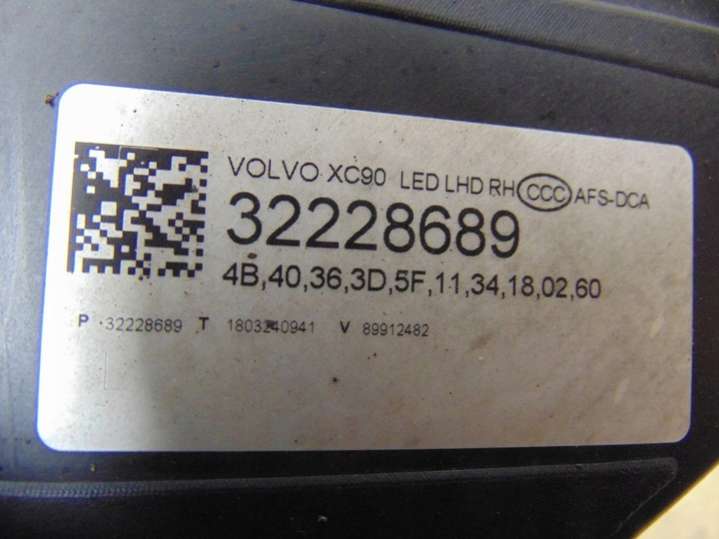 VOLVO XC90 LED LHD RH CCC AFS-DCA
32228689
4B,40,36,3D,5F,11,34,18,02,60
P 32228689 T 1803240941 V 89912482